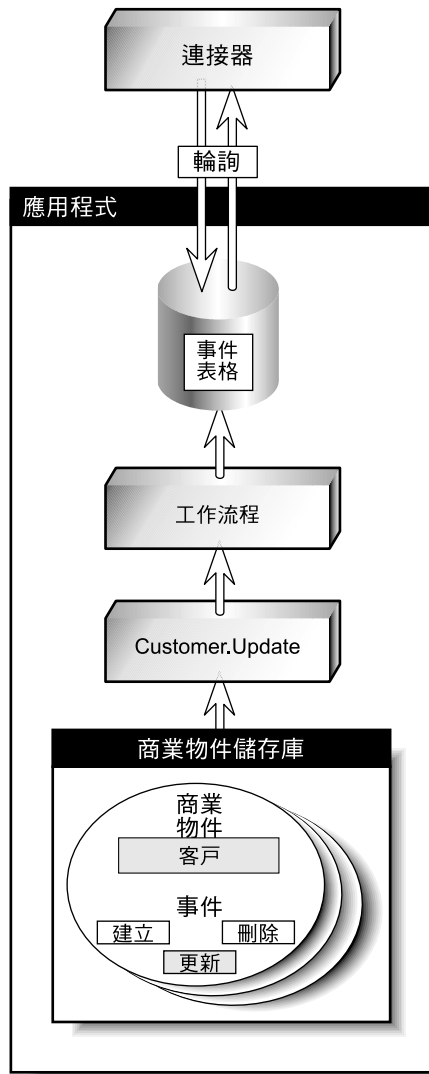 連接器
輪詢
應用程式
事件
表格
工作流程
Customer.Update
商業物件儲存庫
商業
物件
客戶
事件
建立
刪除
更新